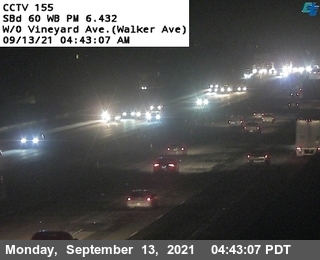 CCTV 155
SBd 60 WB PM 6.432
W/O Vineyard Ave.(Walker Ave)
09/13/21 04:43:07 AM
Monday, September 13, 2021 04:43:07 PDT